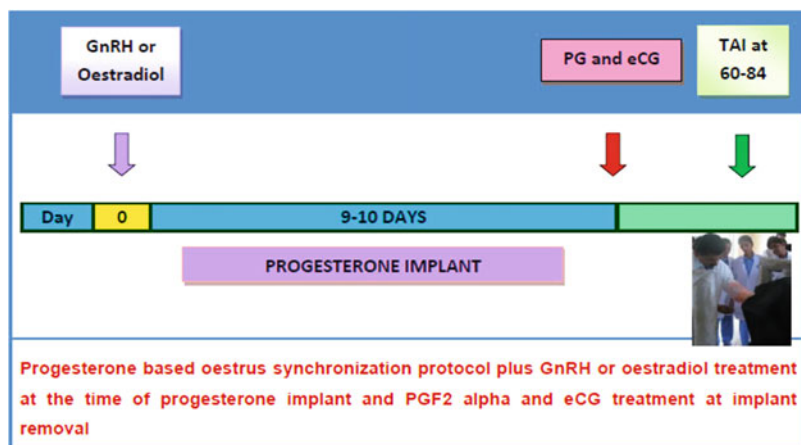 GnRH or
Oestradiol
PG and eCG
TAI at
60-84
Day
0
9-10 DAYS
PROGESTERONE IMPLANT
Progesterone based oestrus synchronization protocol plus GnRH or oestradiol treatment
at the time of progesterone implant and PGF2 alpha and eCG treatment at implant
removal